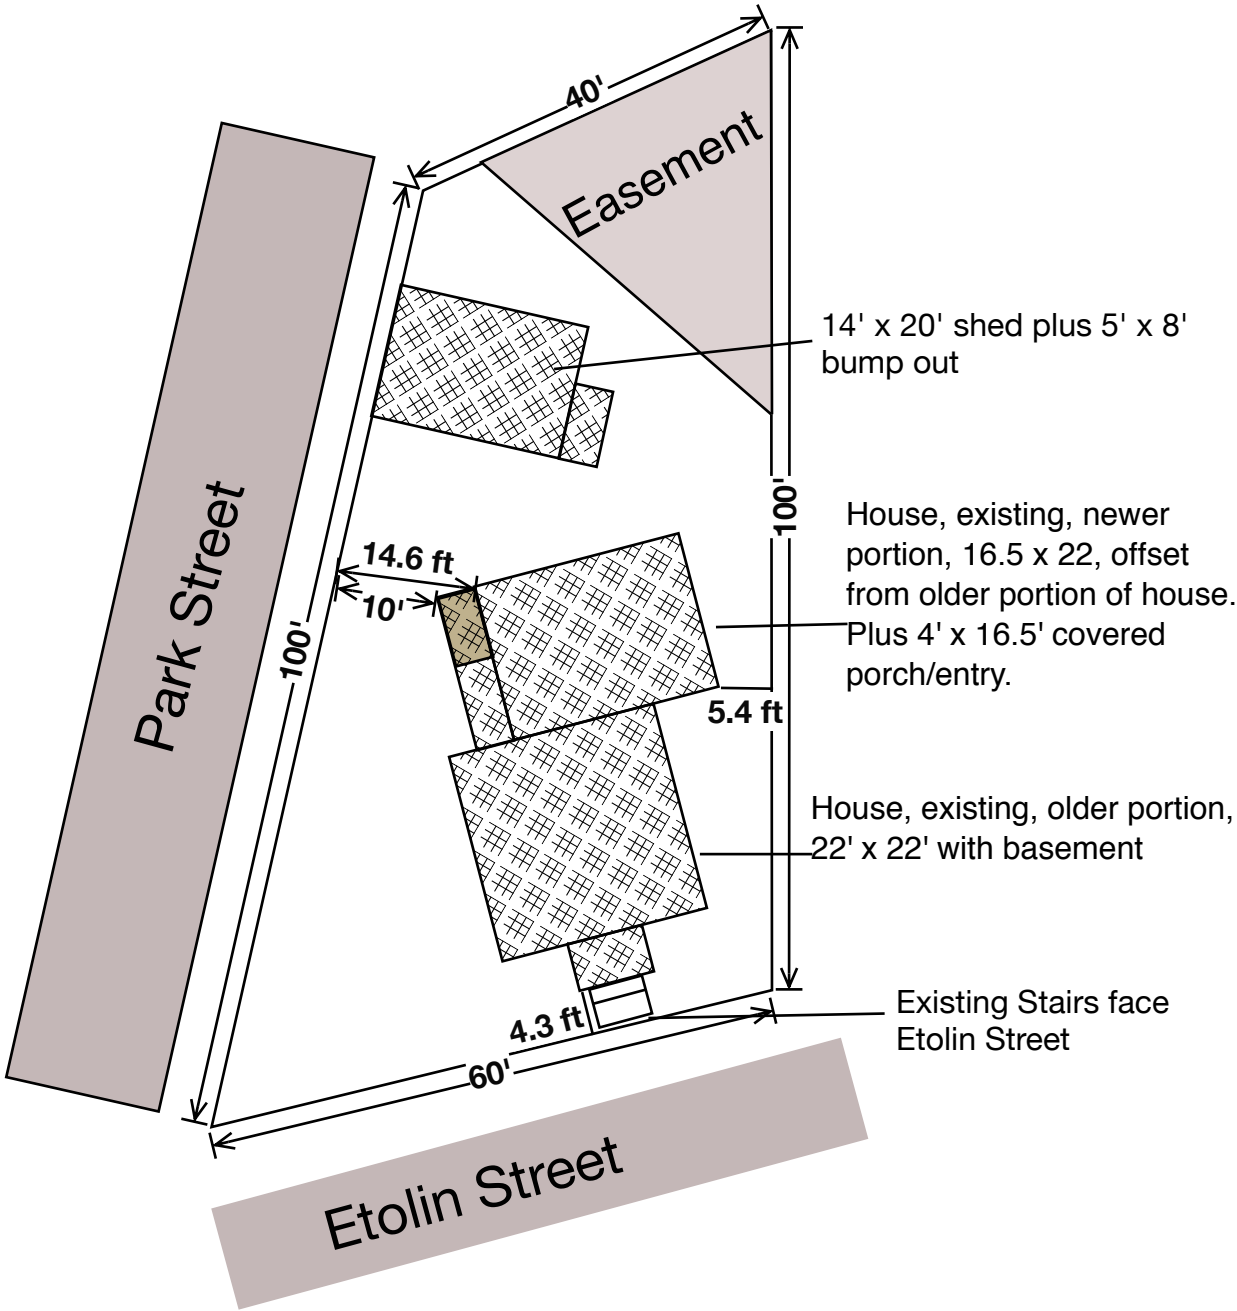 40'
Easement
14' x 20' shed plus 5' x 8'
bump out
Park Street
100'
100'
14.6 ft
10'
House, existing, newer
portion, 16.5 x 22, offset
from older portion of house.
Plus 4' x 16.5' covered
porch/entry.
5.4 ft
House, existing, older portion,
22' x 22' with basement
4.3 ft
Existing Stairs face
Etolin Street
60'
Etolin Street